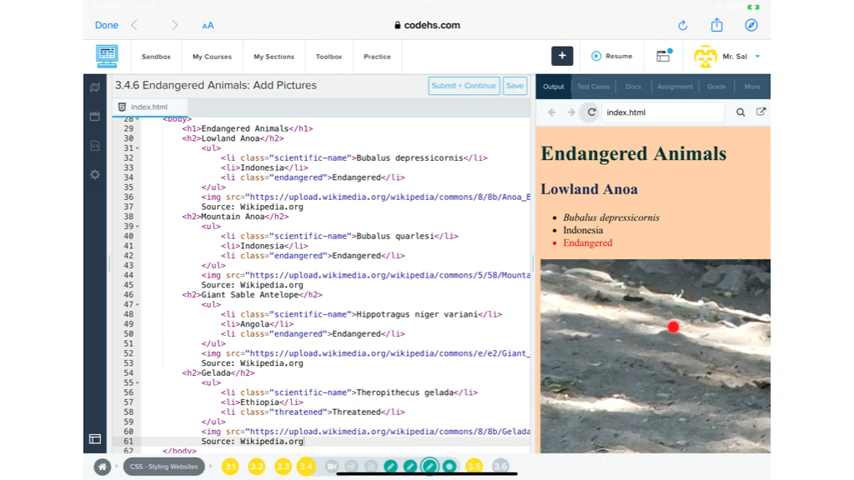 Done
AA
codehs.com
Sandbox
My Courses
My Sections
Toolbox
Practice
+
Resume
Mr. Sal
3.4.6 Endangered Animals: Add Pictures
Submit + Continue
Save
Output
Test Cases
Docs
Assignment
Grade
More
index.html
index.html
28 <body>
29 <h1>Endangered Animals</h1>
30 <h2>Lowland Anoa</h2>
31 <ul>
32 <li class="scientific-name">Bubalus depressicornis</li>
33 <li>Indonesia</li>
34 <li class="endangered">Endangered</li>
35 </ul>
36 <img src="https://upload.wikimedia.org/wikipedia/commons/8/8b/Anoa_
37 Source: Wikipedia.org
38 <h2>Mountain Anoa</h2>
39 <ul>
40 <li class="scientific-name">Bubalus quarlesi</li>
41 <li>Indonesia</li>
42 <li class="endangered">Endangered</li>
43 </ul>
44 <img src="https://upload.wikimedia.org/wikipedia/commons/5/58/Mounta
45 Source: Wikipedia.org
46 <h2>Giant Sable Antelope</h2>
47 <ul>
48 <li class="scientific-name">Hippotragus niger variani</li>
49 <li>Angola</li>
50 <li class="endangered">Endangered</li>
51 </ul>
52 <img src="https://upload.wikimedia.org/wikipedia/commons/e/e2/Giant_
53 Source: Wikipedia.org
54 <h2>Gelada</h2>
55 <ul>
56 <li class="scientific-name">Theropithecus gelada</li>
57 <li>Ethiopia</li>
58 <li class="threatened">Threatened</li>
59 </ul>
60 <img src="https://upload.wikimedia.org/wikipedia/commons/8/8b/Gelada
61 Source: Wikipedia.org
62 </body>
Endangered Animals
Lowland Anoa
Bubalus depressicornis
Indonesia
Endangered
CSS - Styling Websites
3.1
3.2
3.3
3.4
3.5
3.6